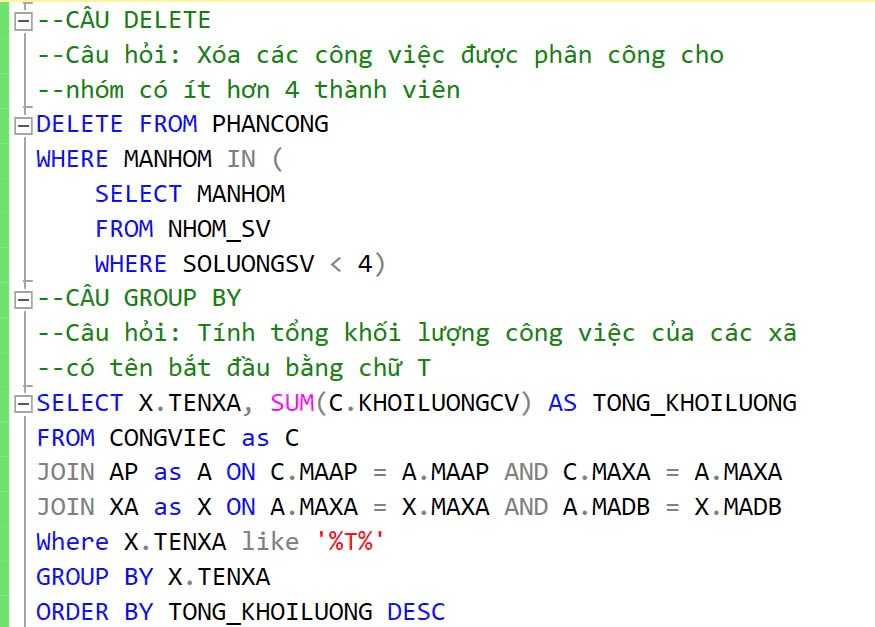 --CÂU DELETE
--Câu hỏi: Xóa các công việc được phân công cho
--nhóm có ít hơn 4 thành viên
DELETE FROM PHANCONG
WHERE MANHOM IN (
    SELECT MANHOM
    FROM NHOM_SV
    WHERE SOLUONGSV < 4)
--CÂU GROUP BY
--Câu hỏi: Tính tổng khối lượng công việc của các xã
--có tên bắt đầu bằng chữ T
SELECT X.TENXA, SUM(C.KHOILUONGCV) AS TONG_KHOILUONG
FROM CONGVIEC as C
JOIN AP as A ON C.MAAP = A.MAAP AND C.MAXA = A.MAXA
JOIN XA as X ON A.MAXA = X.MAXA AND A.MADB = X.MADB
Where X.TENXA like '%T%'
GROUP BY X.TENXA
ORDER BY TONG_KHOILUONG DESC